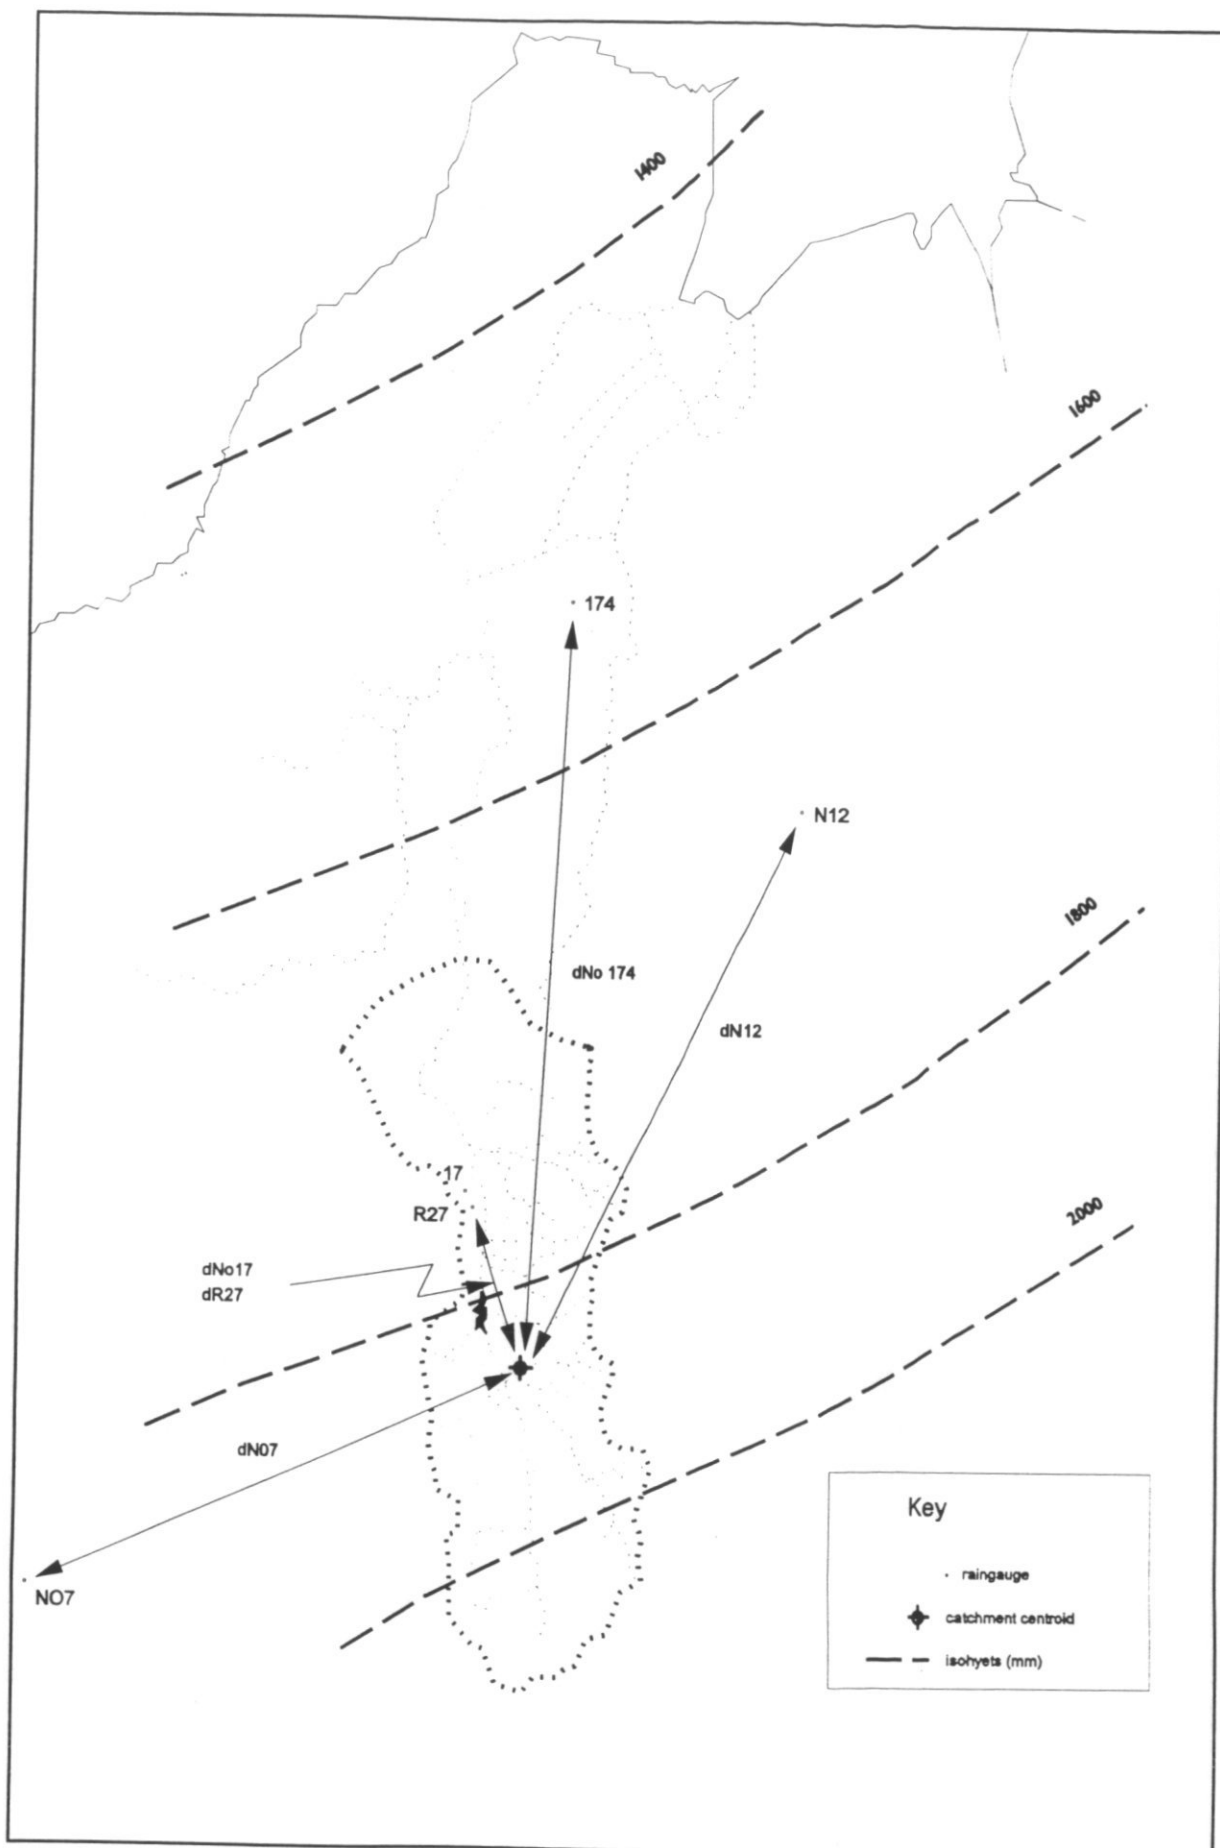 1400
1600
174
N12
1800
dNo 174
dN12
17
R27
2000
dNo17
dR27
dN07
NO7
Key
raingauge
catchment centroid
isohyets (mm)